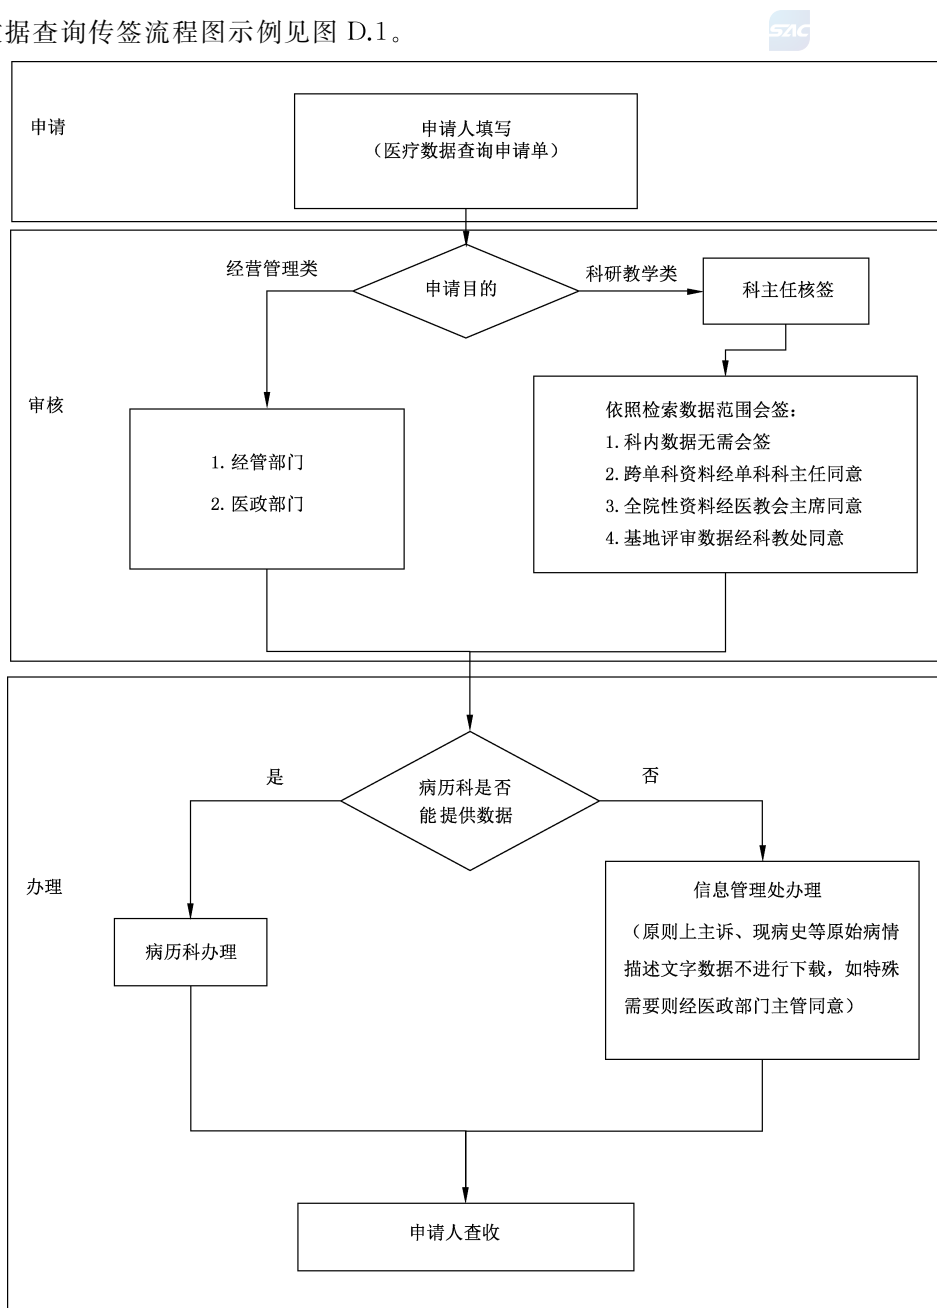 据查询传签流程图示例见图 D.1。
SAC
申请
申请人填写
（医疗数据查询申请单）
经营管理类
申请目的
科研教学类
科主任核签
审核
1. 经管部门
2. 医政部门
依照检索数据范围会签：
1. 科内数据无需会签
2. 跨单科资料经单科科主任同意
3. 全院性资料经医教会主席同意
4. 基地评审数据经科教处同意
是
病历科是否
能提供数据
否
办理
病历科办理
信息管理处办理
（原则上主诉、现病史等原始病情
描述文字数据不进行下载，如特殊
需要则经医政部门主管同意）
申请人查收